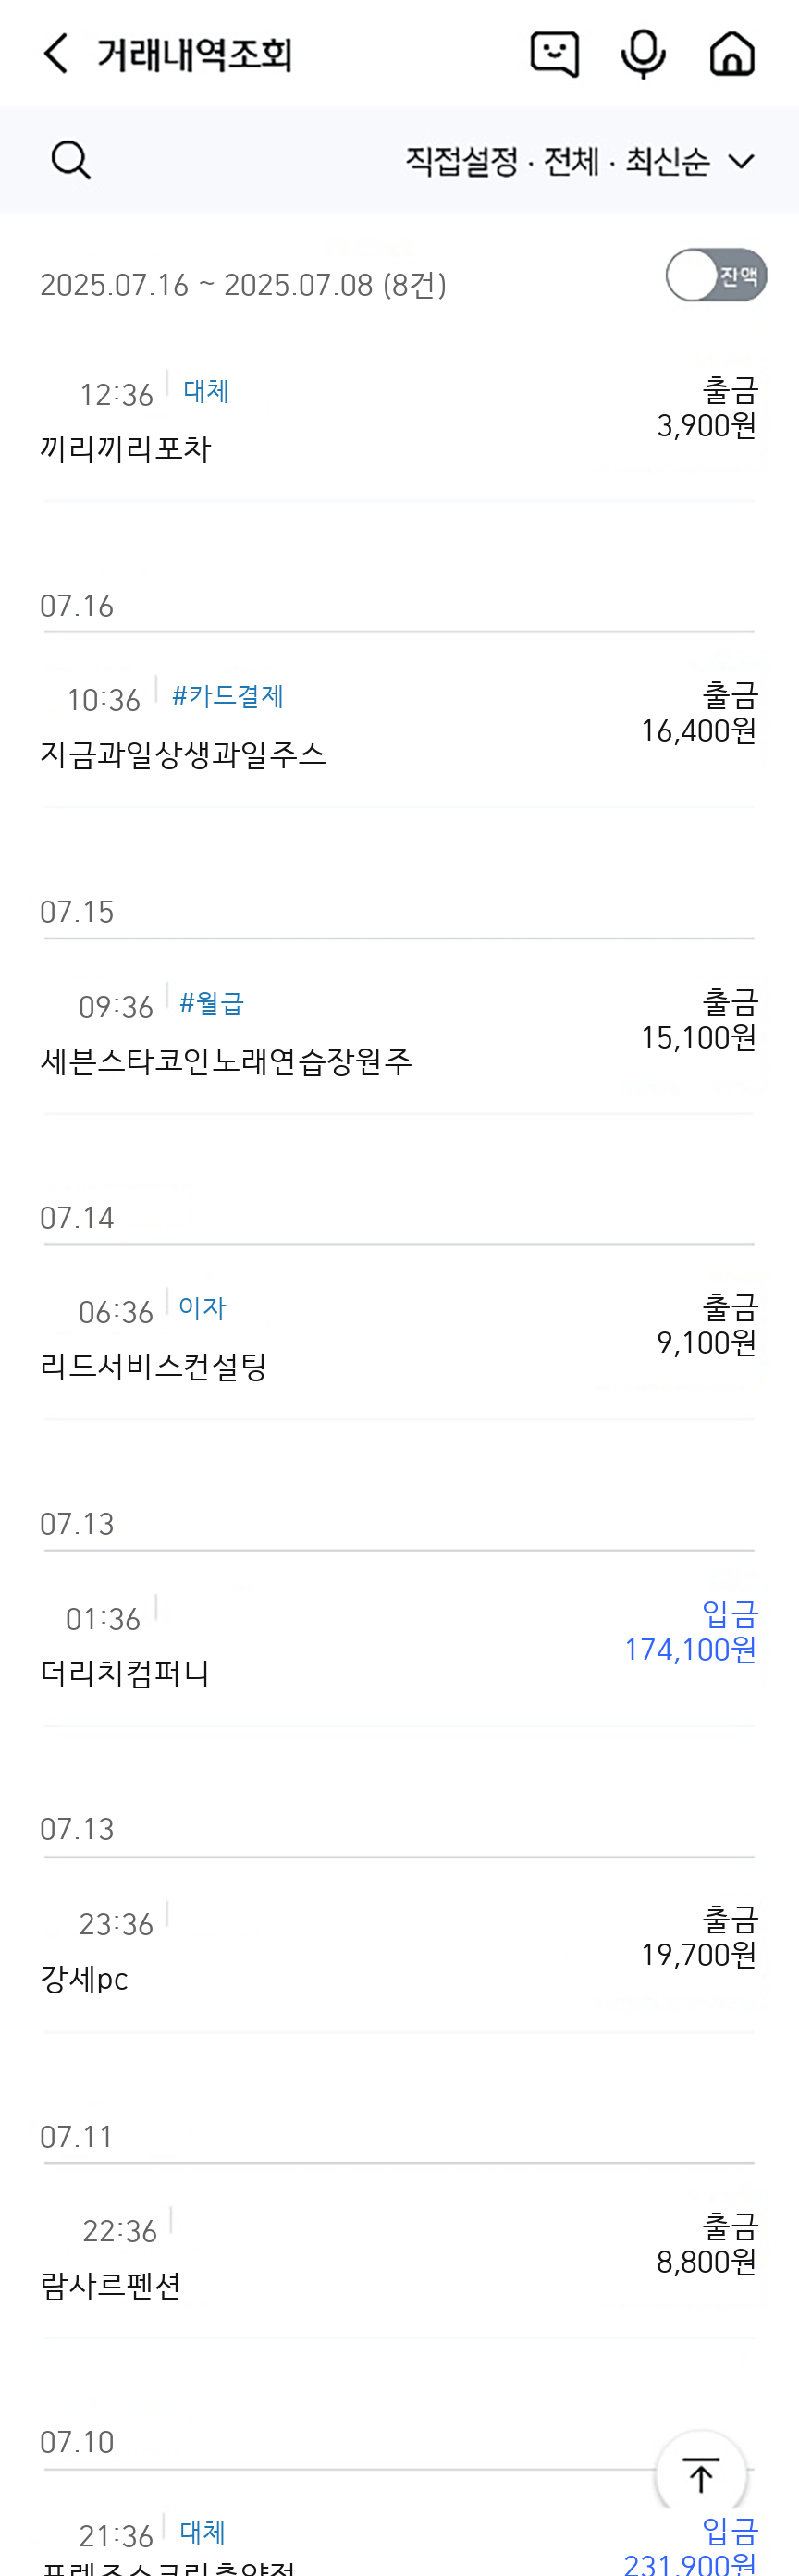 거래내역조회
직접설정 · 전체 · 최신순
2025.07.16 ~ 2025.07.08 (8건)
잔액
12:36 대체 출금
3,900원
끼리끼리포차
07.16
10:36 #카드결제 출금
16,400원
지금과일상생과일주스
07.15
09:36 #월급 출금
15,100원
세븐스타코인노래연습장원주
07.14
06:36 이자 출금
9,100원
리드서비스컨설팅
07.13
01:36 입금
174,100원
더리치컴퍼니
07.13
23:36 출금
19,700원
강세pc
07.11
22:36 출금
8,800원
람사르펜션
07.10
21:36 대체 입금
231,900원